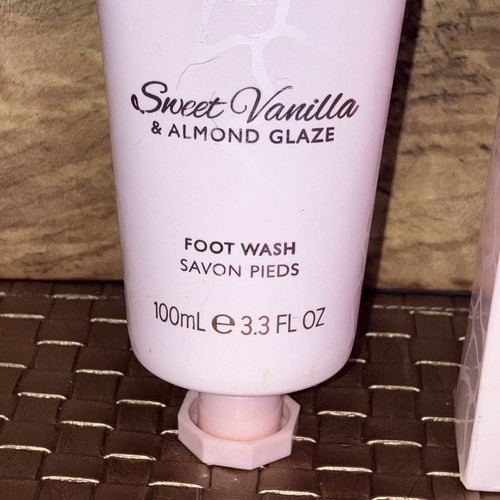 Sweet Vanilla
& ALMOND GLAZE
FOOT WASH
SAVON PIEDS
100mL ℮ 3.3 FL OZ